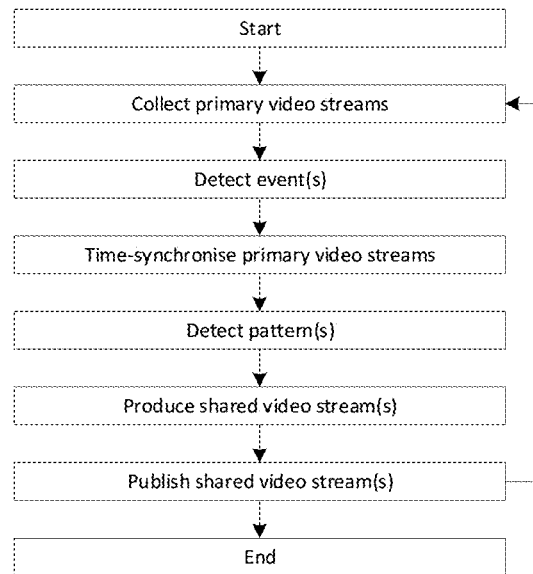 Start
Collect primary video streams
Detect event(s)
Time-synchronise primary video streams
Detect pattern(s)
Produce shared video stream(s)
Publish shared video stream(s)
End